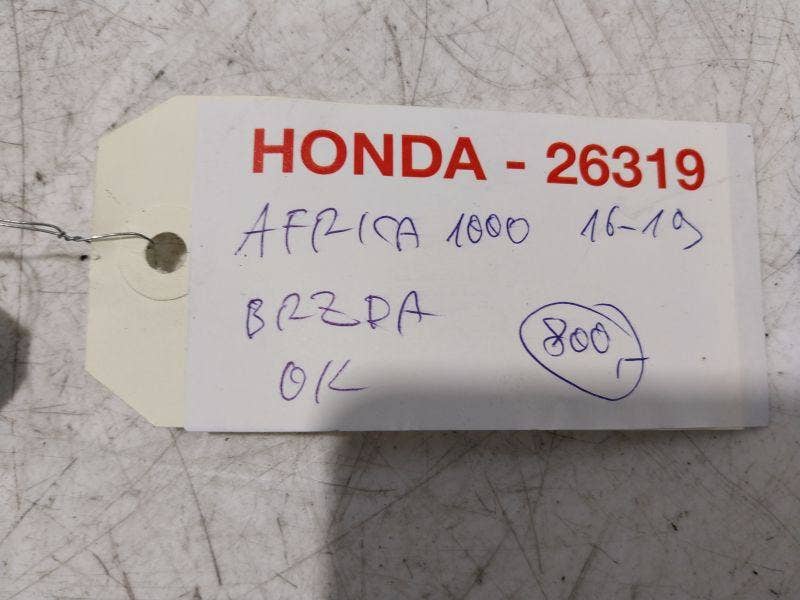 HONDA - 26319
AFRICA 1000 16-19
BRZDA
OK
800,-